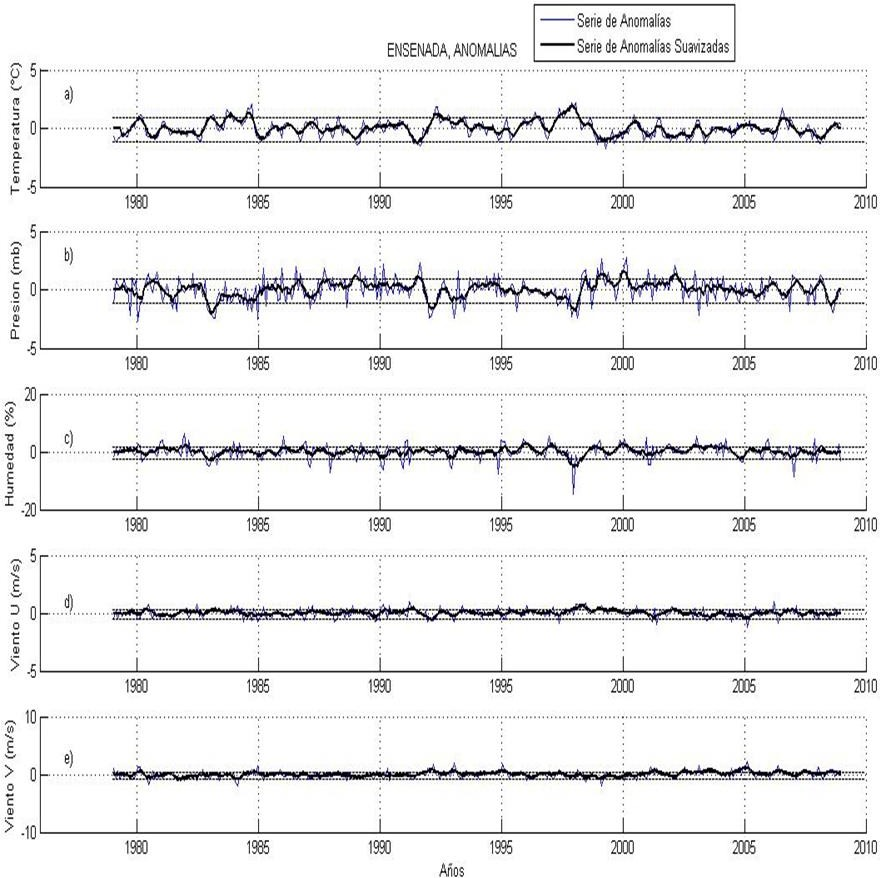 Serie de Anomalías
Serie de Anomalías Suavizadas
ENSENADA, ANOMALIAS
Temperatura (°C)
a)
5
0
-5
1980 1985 1990 1995 2000 2005 2010
Presion (mb)
b)
5
0
-5
1980 1985 1990 1995 2000 2005 2010
Humedad (%)
c)
20
0
-20
1980 1985 1990 1995 2000 2005 2010
Viento U (m/s)
d)
5
0
-5
1980 1985 1990 1995 2000 2005 2010
Viento V (m/s)
e)
10
0
-10
1980 1985 1990 1995 2000 2005 2010
Años